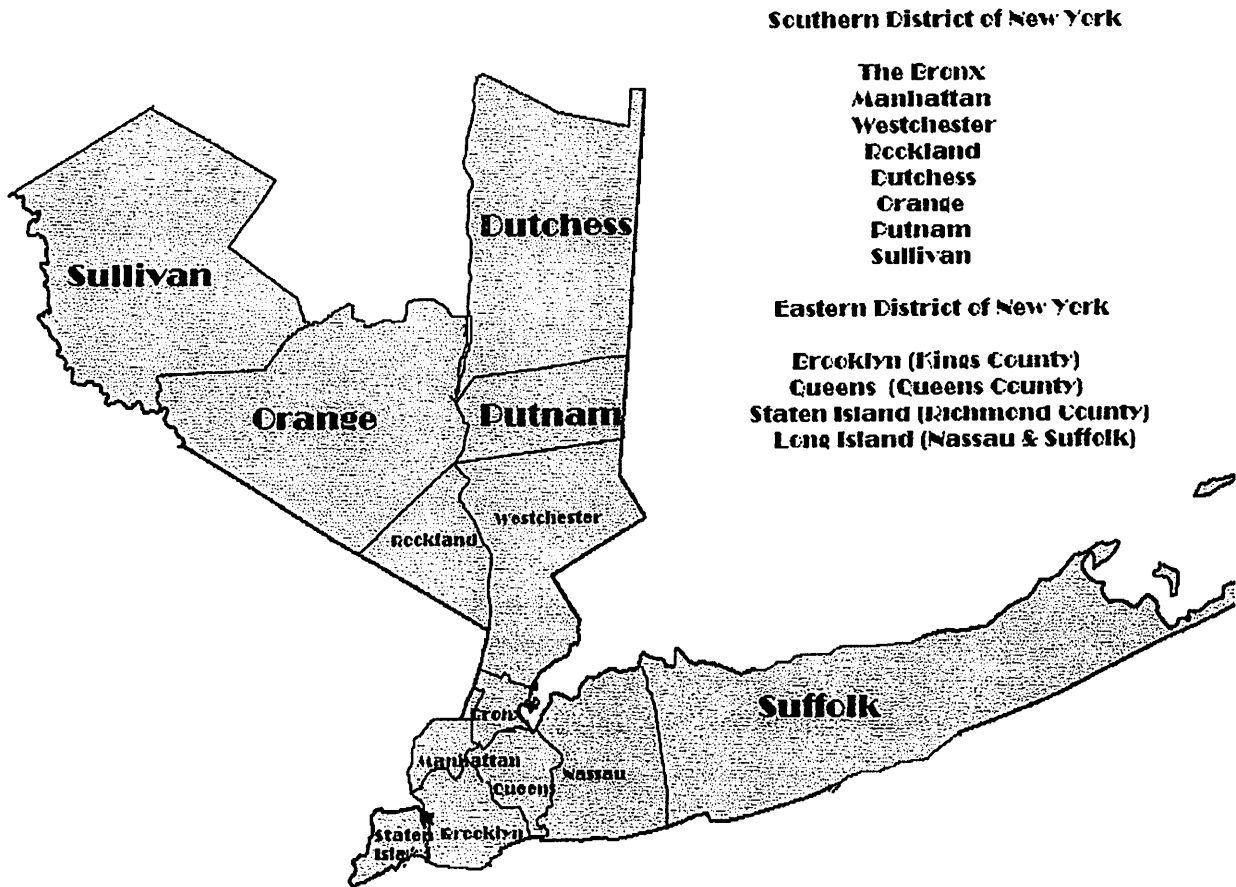 Southern District of New York
The Bronx
Manhattan
Westchester
Rockland
Dutchess
Orange
Putnam
Sullivan
Eastern District of New York
Brooklyn (Kings County)
Queens (Queens County)
Staten Island (Richmond County)
Long Island (Nassau & Suffolk)
Dutchess
Sullivan
Orange
Putnam
Westchester
Rockland
Bronx
Suffolk
Manhattan
Nassau
Queens
Staten
Brooklyn